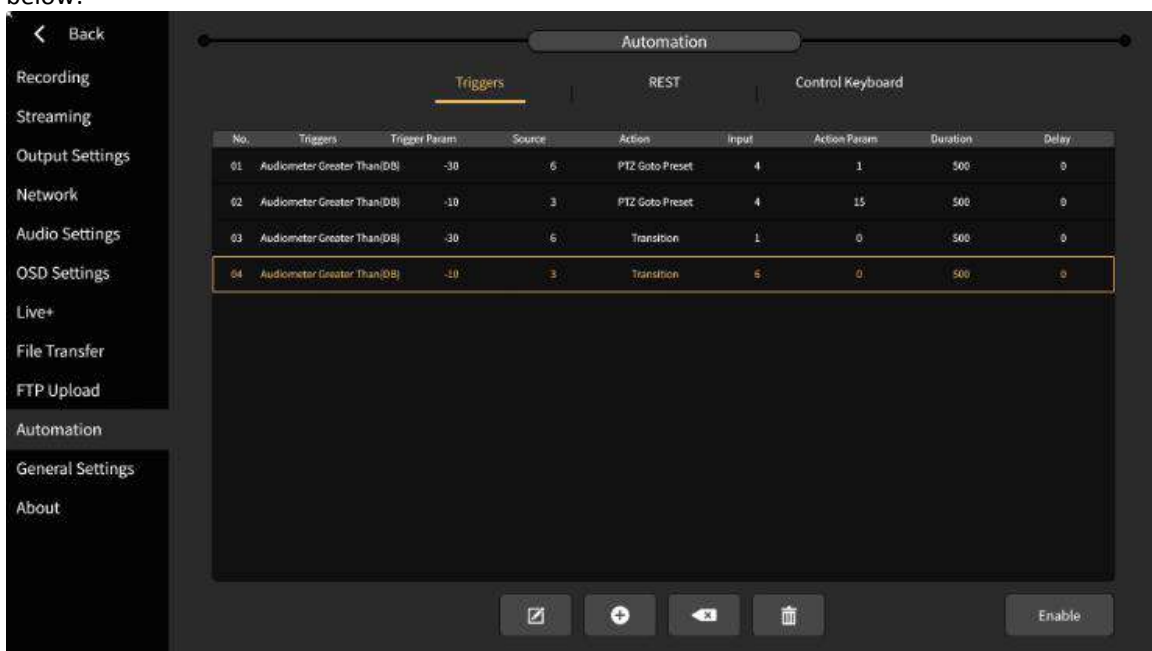 below:
Back
Recording
Streaming
Output Settings
Network
Audio Settings
OSD Settings
Live+
File Transfer
FTP Upload
Automation
General Settings
About
Automation
Triggers REST Control Keyboard
No. Triggers Trigger Param Source Action Input Action Param Duration Delay
01 Audiometer Greater Than(DB) -30 6 PTZ Goto Preset 4 1 500 0
02 Audiometer Greater Than(DB) -10 3 PTZ Goto Preset 4 15 500 0
03 Audiometer Greater Than(DB) -30 6 Transition 1 0 500 0
04 Audiometer Greater Than(DB) -10 3 Transition 6 0 500 0
Enable